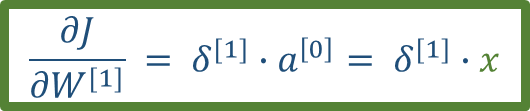 ∂J/∂W^[1] = δ^[1] · a^[0] = δ^[1] · x